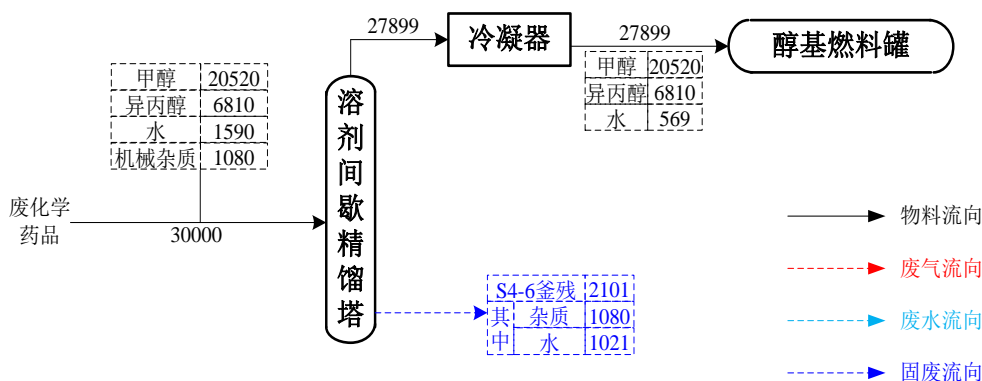 27899
冷凝器
27899
醇基燃料罐
甲醇 20520
异丙醇 6810
水 569
甲醇 20520
异丙醇 6810
水 1590
机械杂质 1080
溶剂间歇精馏塔
废化学
药品
30000
S4-6釜残 2101
其中
杂质 1080
水 1021
物料流向
废气流向
废水流向
固废流向